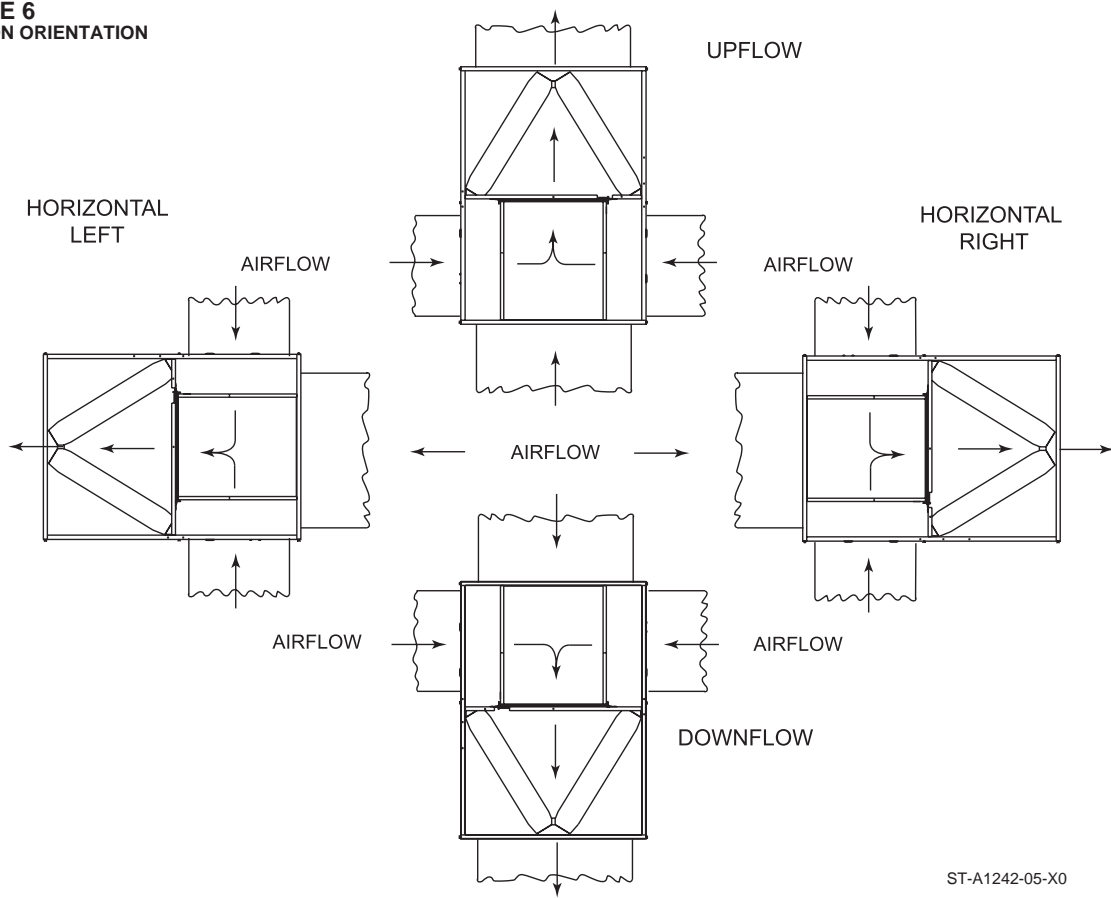 E 6
N ORIENTATION
UPFLOW
HORIZONTAL
LEFT
HORIZONTAL
RIGHT
AIRFLOW
AIRFLOW
AIRFLOW
AIRFLOW
AIRFLOW
DOWNFLOW
ST-A1242-05-X0